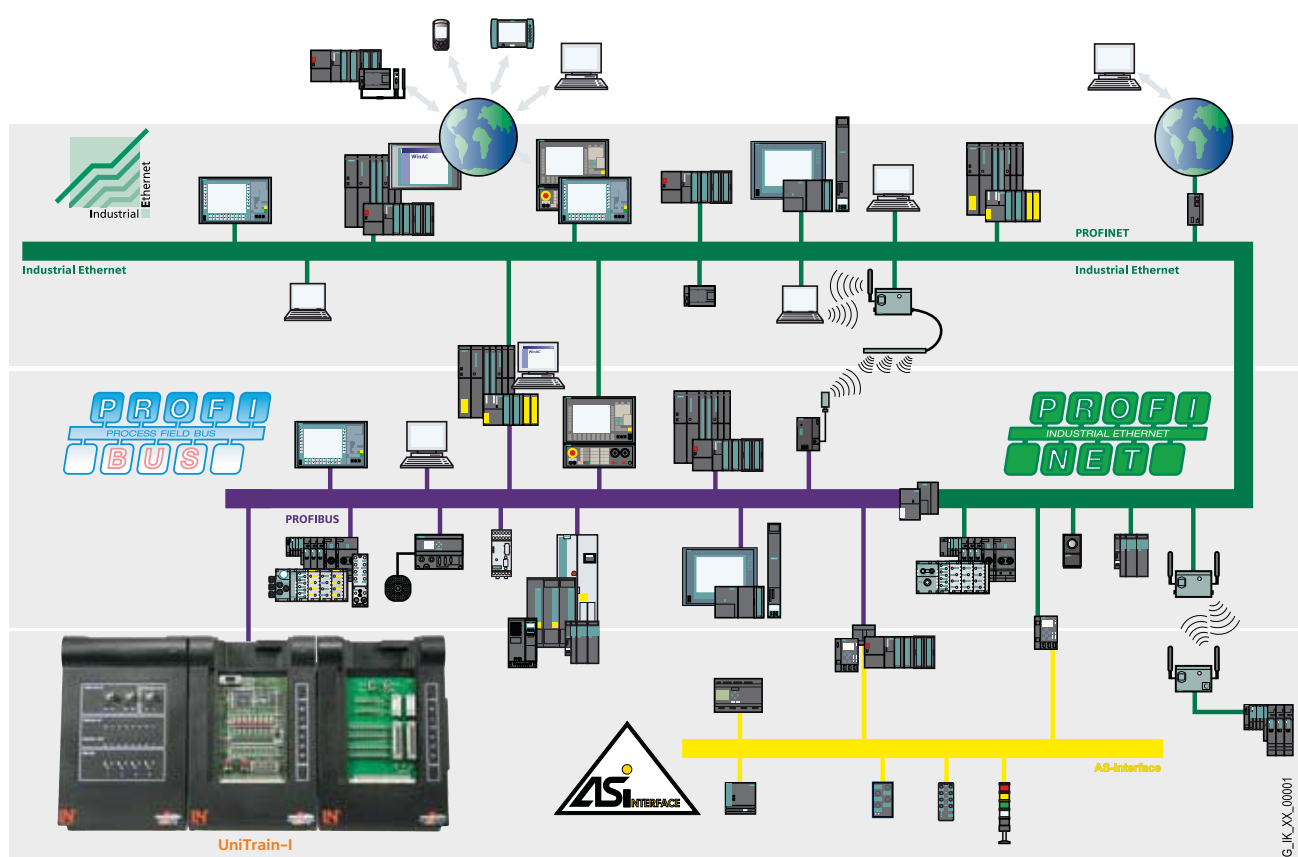 WinAC
Industrial
Ethernet
PROFINET
Industrial Ethernet
Industrial Ethernet
WinAC
PROFI
PROCESS FIELD BUS
BUS
PROFI
INDUSTRIAL ETHERNET
NET
PROFIBUS
AS-Interface
ASi
INTERFACE
UniTrain-I
G_IK_XX_00001